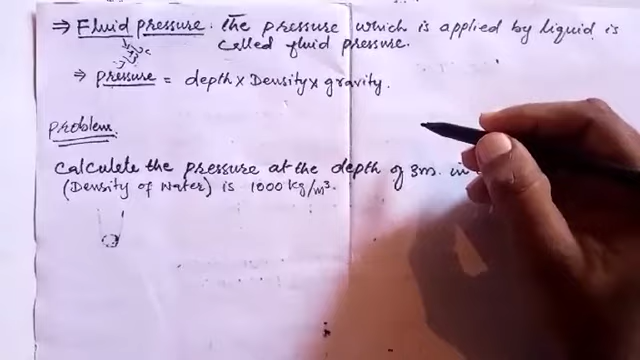 ⇒ Fluid pressure: The pressure which is applied by liquid is
called fluid pressure.
⇒ pressure = depth x Density x gravity.
problem:
Calculete the pressure at the depth of 3m. in
(Density of Water) is 1000 kg/m³.